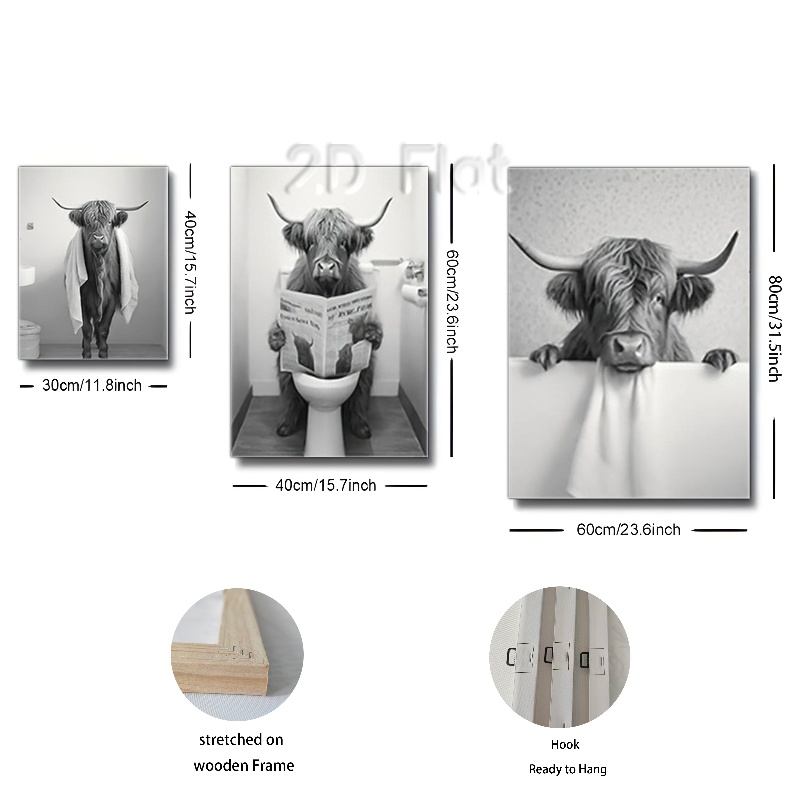 2D Flat
40cm/15.7inch
30cm/11.8inch
60cm/23.6inch
40cm/15.7inch
80cm/31.5inch
60cm/23.6inch
stretched on
wooden Frame
Hook
Ready to Hang